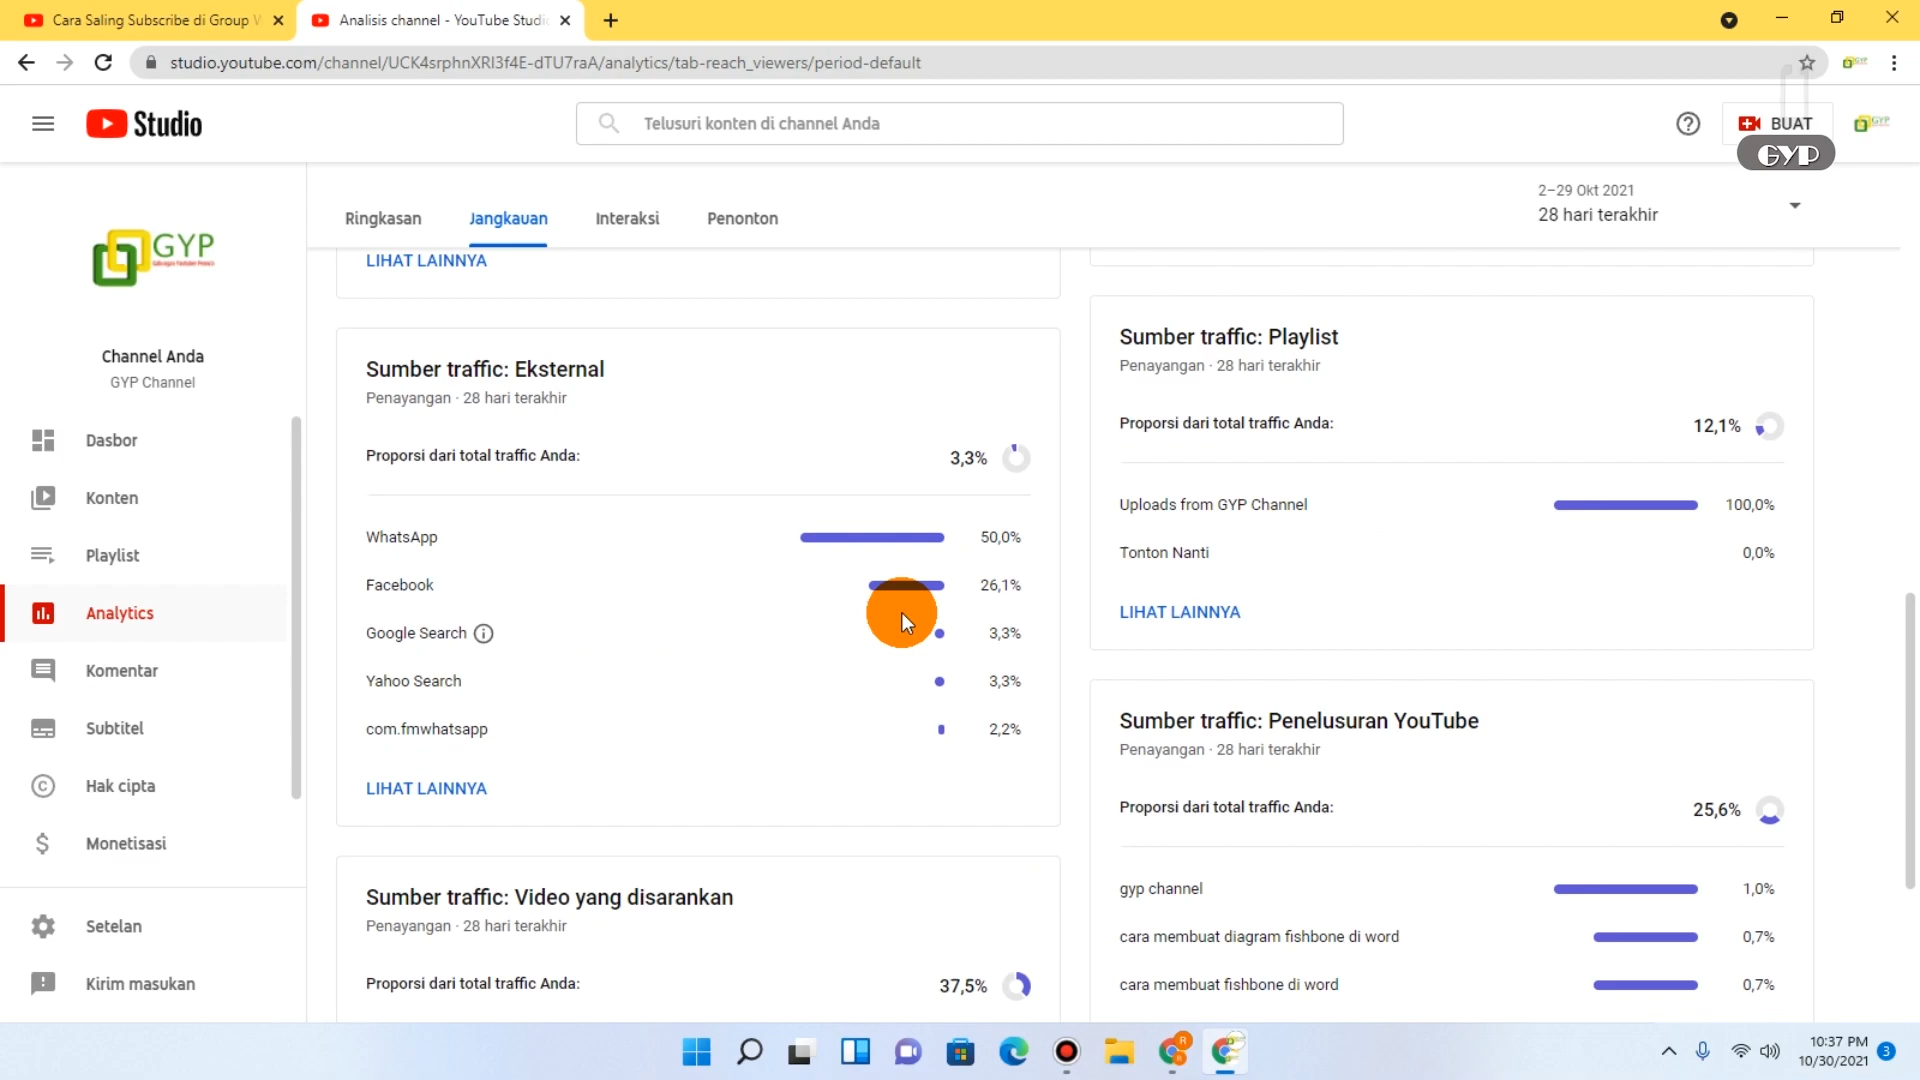 Cara Saling Subscribe di Group
Analisis channel - YouTube Studi
studio.youtube.com/channel/UCK4srphnXRI3f4E-dTU7raA/analytics/tab-reach_viewers/period-default
GYP
Studio
Telusuri konten di channel Anda
BUAT
GYP
GYP
2–29 Okt 2021
28 hari terakhir
Ringkasan
Jangkauan
Interaksi
Penonton
GYP
Channel Anda
GYP Channel
Dasbor
Konten
Playlist
Analytics
Komentar
Subtitel
Hak cipta
Monetisasi
Setelan
Kirim masukan
LIHAT LAINNYA
Sumber traffic: Eksternal
Penayangan · 28 hari terakhir
Proporsi dari total traffic Anda: 3,3%
WhatsApp 50,0%
Facebook 26,1%
Google Search 3,3%
Yahoo Search 3,3%
com.fmwhatsapp 2,2%
LIHAT LAINNYA
Sumber traffic: Video yang disarankan
Penayangan · 28 hari terakhir
Proporsi dari total traffic Anda: 37,5%
Sumber traffic: Playlist
Penayangan · 28 hari terakhir
Proporsi dari total traffic Anda: 12,1%
Uploads from GYP Channel 100,0%
Tonton Nanti 0,0%
LIHAT LAINNYA
Sumber traffic: Penelusuran YouTube
Penayangan · 28 hari terakhir
Proporsi dari total traffic Anda: 25,6%
gyp channel 1,0%
cara membuat diagram fishbone di word 0,7%
cara membuat fishbone di word 0,7%
R
10:37 PM
10/30/2021
3